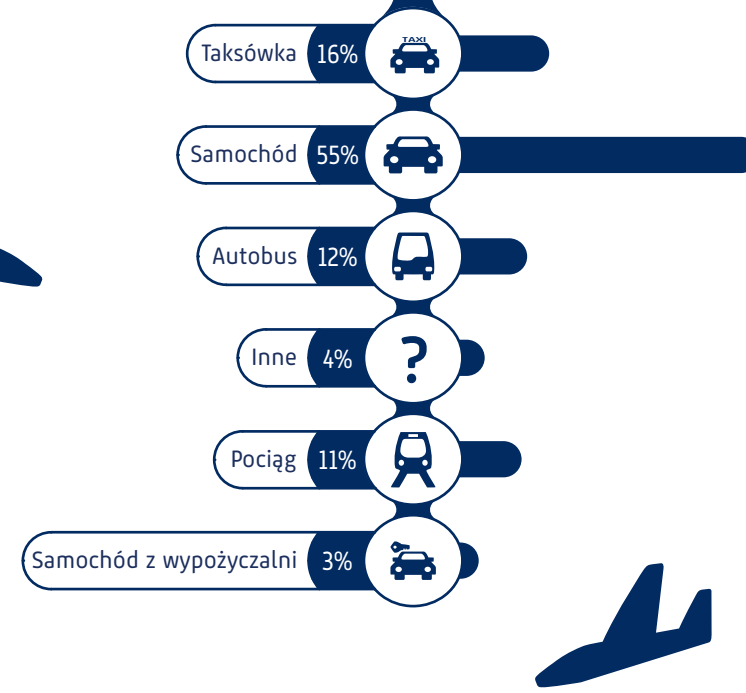 Taksówka 16% TAXI
Samochód 55%
Autobus 12%
Inne 4% ?
Pociąg 11%
Samochód z wypożyczalni 3%